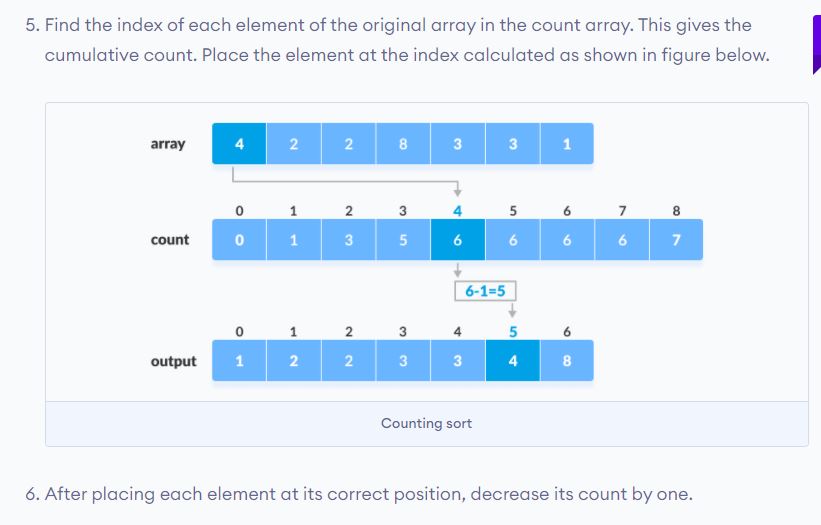 5. Find the index of each element of the original array in the count array. This gives the
cumulative count. Place the element at the index calculated as shown in figure below.
array 4 2 2 8 3 3 1
0 1 2 3 4 5 6 7 8
count 0 1 3 5 6 6 6 6 7
6-1=5
0 1 2 3 4 5 6
output 1 2 2 3 3 4 8
Counting sort
6. After placing each element at its correct position, decrease its count by one.